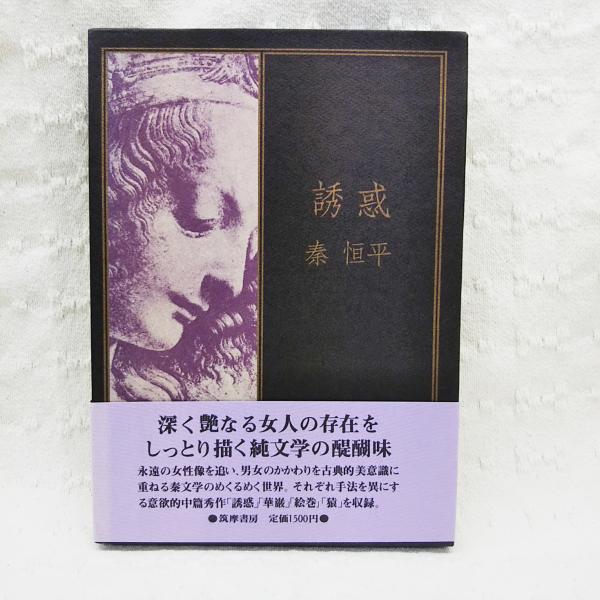 誘惑
秦 恒平
深く艶なる女人の存在を
しっとり描く純文学の醍醐味
永遠の女性像を追い、男女のかかわりを古典的美意識に
重ねる秦文学のめくるめく世界。それぞれ手法を異にす
る意欲的中篇秀作「誘惑」「華厳」「絵巻」「猿」を収録。
●筑摩書房 定価1500円●